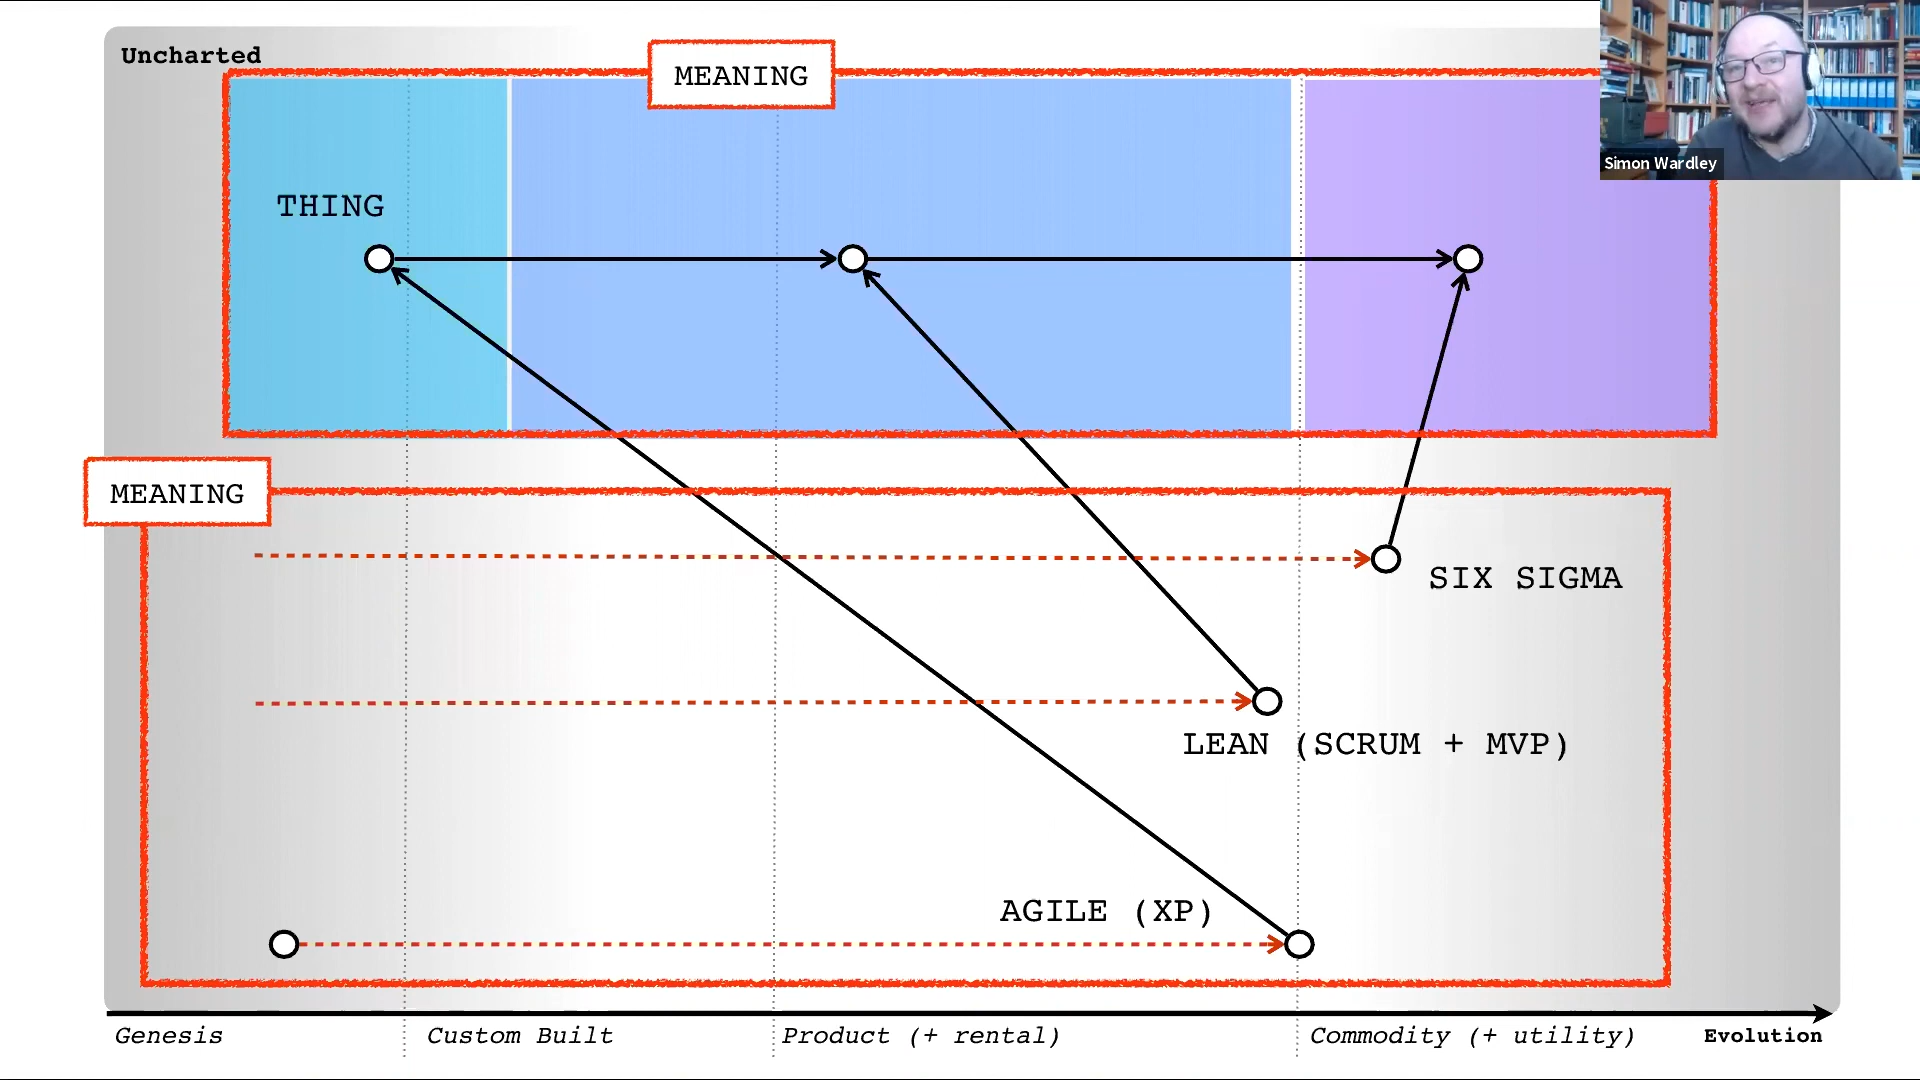 Uncharted
MEANING
Simon Wardley
THING
MEANING
SIX SIGMA
LEAN (SCRUM + MVP)
AGILE (XP)
Genesis
Custom Built
Product (+ rental)
Commodity (+ utility)
Evolution